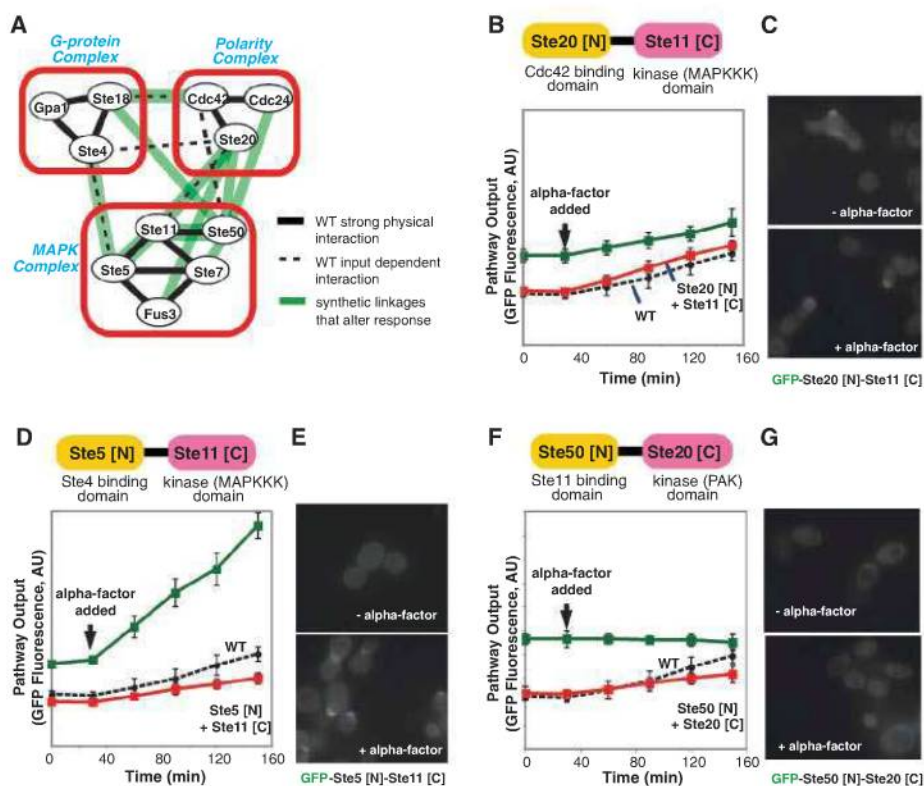 A
G-protein
Complex
Polarity
Complex
Gpa1
Ste18
Ste4
Cdc42
Cdc24
Ste20
MAPK
Complex
Ste11
Ste50
Ste5
Ste7
Fus3
WT strong physical
interaction
WT input dependent
interaction
synthetic linkages
that alter response
B
Ste20 [N]
Ste11 [C]
Cdc42 binding
domain
kinase (MAPKKK)
domain
Pathway Output
(GFP Fluorescence, AU)
alpha-factor
added
Ste20 [N]
+ Ste11 [C]
WT
0 40 80 120 160
Time (min)
C
- alpha-factor
+ alpha-factor
GFP-Ste20 [N]-Ste11 [C]
D
Ste5 [N]
Ste11 [C]
Ste4 binding
domain
kinase (MAPKKK)
domain
Pathway Output
(GFP Fluorescence, AU)
alpha-factor
added
WT
Ste5 [N]
+ Ste11 [C]
0 40 80 120 160
Time (min)
E
- alpha-factor
+ alpha-factor
GFP-Ste5 [N]-Ste11 [C]
F
Ste50 [N]
Ste20 [C]
Ste11 binding
domain
kinase (PAK)
domain
Pathway Output
(GFP Fluorescence, AU)
alpha-factor
added
WT
Ste50 [N]
+ Ste20 [C]
0 40 80 120 160
Time (min)
G
- alpha-factor
+ alpha-factor
GFP-Ste50 [N]-Ste20 [C]